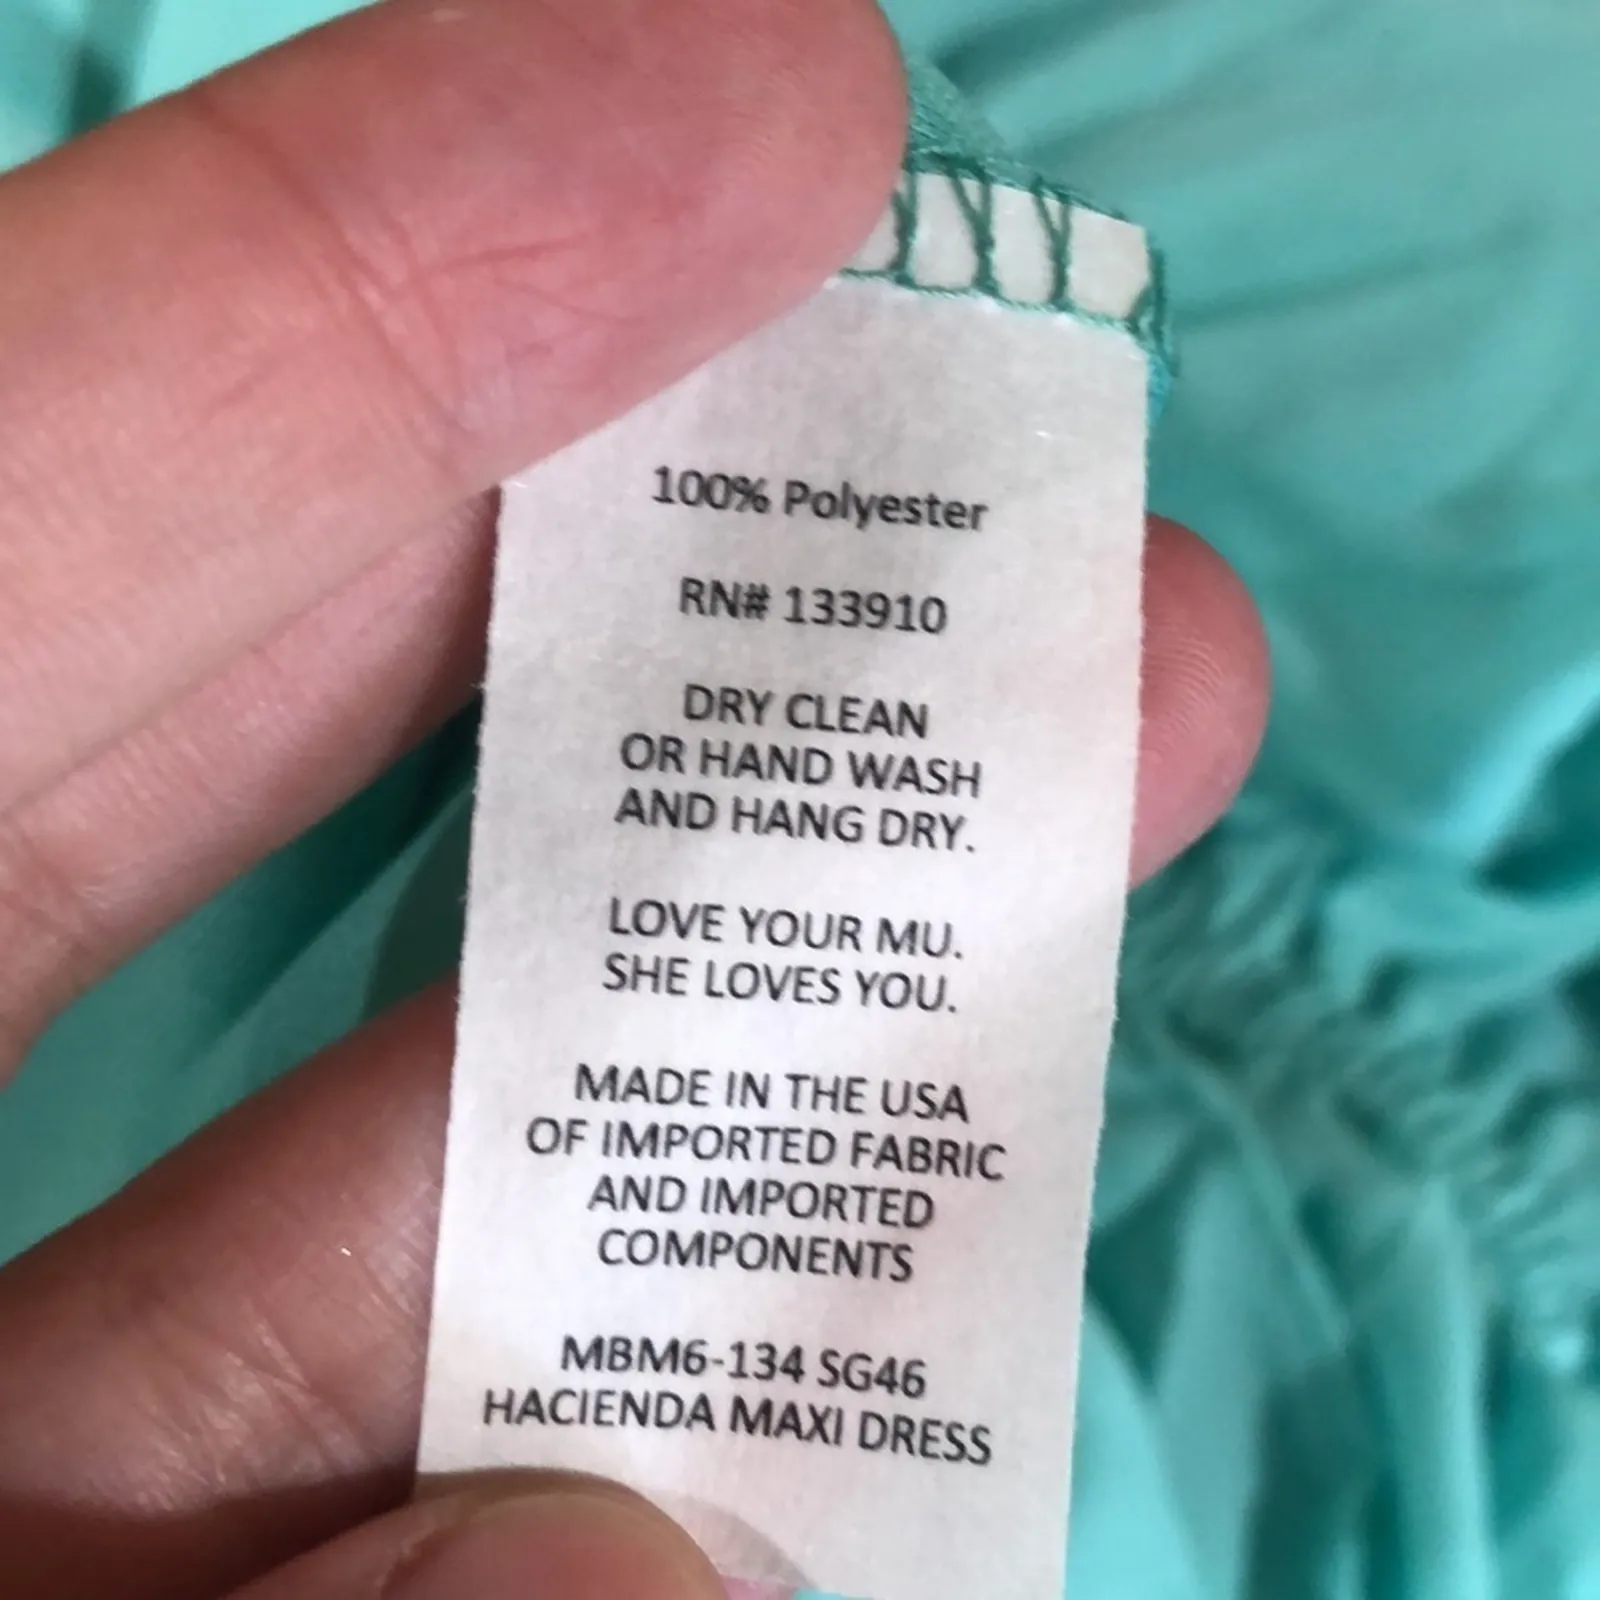 100% Polyester
RN# 133910
DRY CLEAN
OR HAND WASH
AND HANG DRY.
LOVE YOUR MU.
SHE LOVES YOU.
MADE IN THE USA
OF IMPORTED FABRIC
AND IMPORTED
COMPONENTS
MBM6-134 SG46
HACIENDA MAXI DRESS